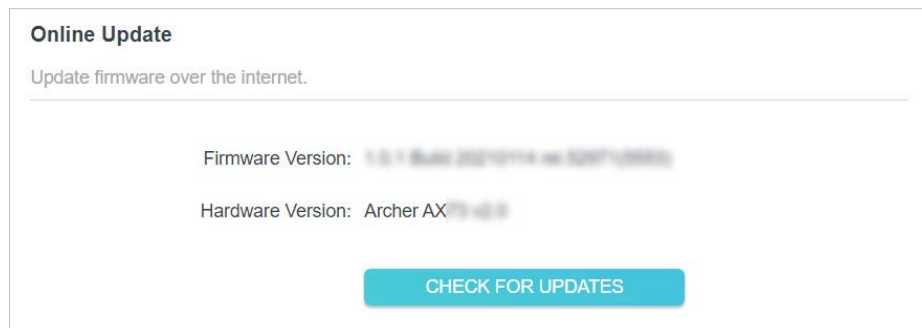 Online Update
Update firmware over the internet.
Firmware Version:
Hardware Version: Archer AX
CHECK FOR UPDATES